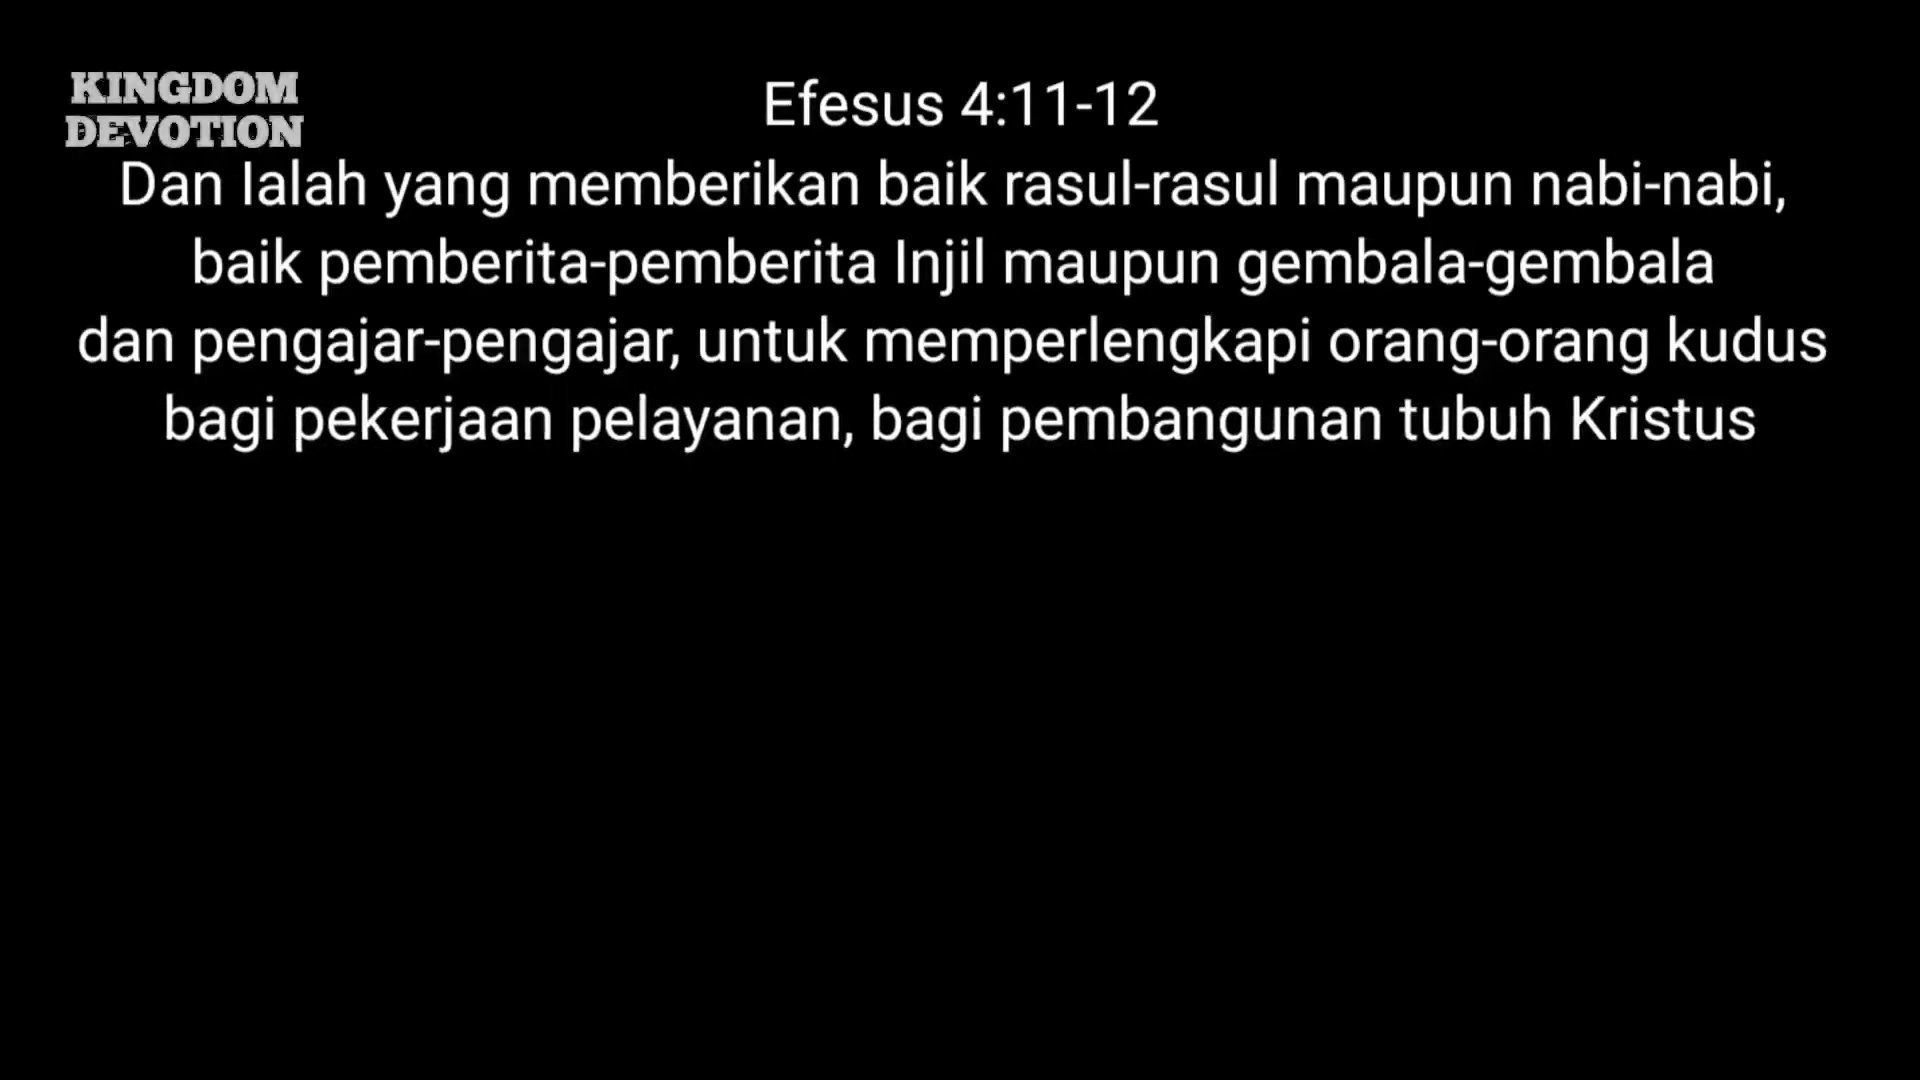 KINGDOM
DEVOTION
Efesus 4:11-12
Dan Ialah yang memberikan baik rasul-rasul maupun nabi-nabi,
baik pemberita-pemberita Injil maupun gembala-gembala
dan pengajar-pengajar, untuk memperlengkapi orang-orang kudus
bagi pekerjaan pelayanan, bagi pembangunan tubuh Kristus